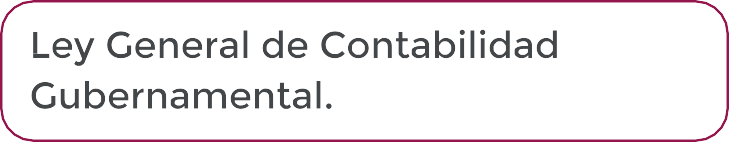 Ley General de Contabilidad
Gubernamental.